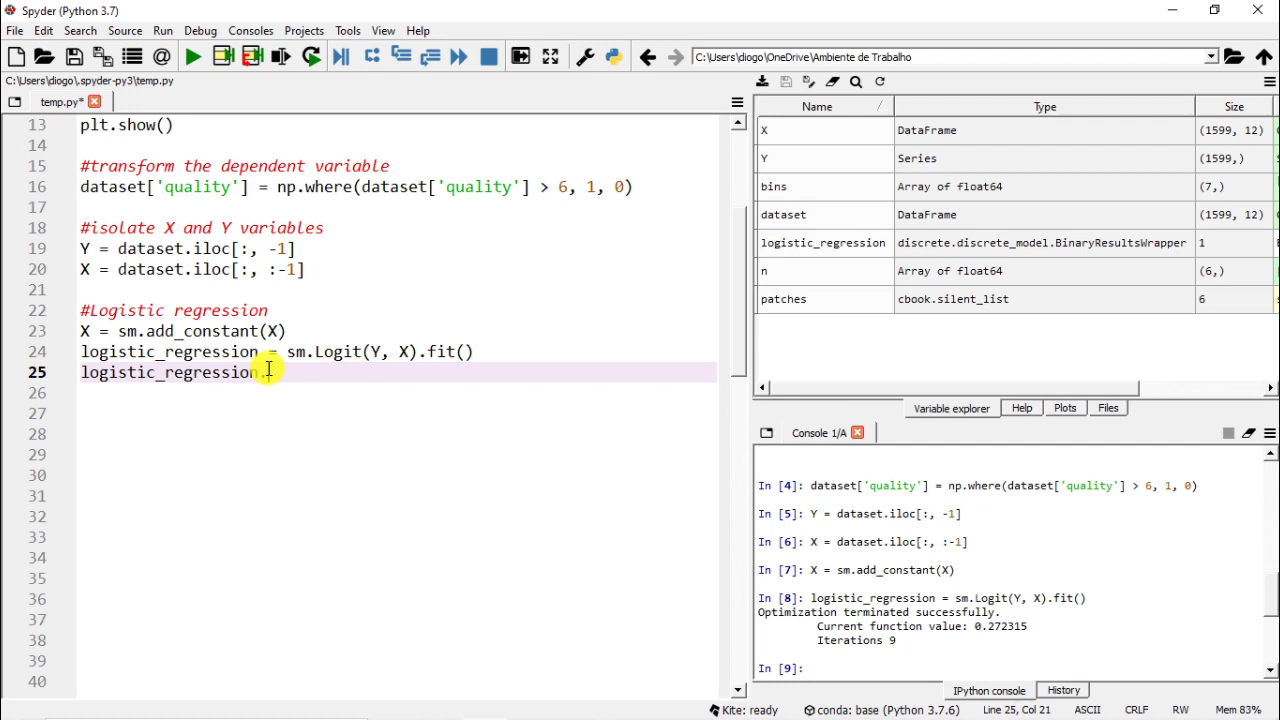 Spyder (Python 3.7)
File Edit Search Source Run Debug Consoles Projects Tools View Help
C:\Users\diogo\OneDrive\Ambiente de Trabalho
C:\Users\diogo\.spyder-py3\temp.py
temp.py*
13 plt.show()
14
15 #transform the dependent variable
16 dataset['quality'] = np.where(dataset['quality'] > 6, 1, 0)
17
18 #isolate X and Y variables
19 Y = dataset.iloc[:, -1]
20 X = dataset.iloc[:, :-1]
21
22 #Logistic regression
23 X = sm.add_constant(X)
24 logistic_regression = sm.Logit(Y, X).fit()
25 logistic_regression.
26
27
28
29
30
31
32
33
34
35
36
37
38
39
40
Name Type Size
X DataFrame (1599, 12)
Y Series (1599,)
bins Array of float64 (7,)
dataset DataFrame (1599, 12)
logistic_regression discrete.discrete_model.BinaryResultsWrapper 1
n Array of float64 (6,)
patches cbook.silent_list 6
Variable explorer Help Plots Files
Console 1/A
In [4]: dataset['quality'] = np.where(dataset['quality'] > 6, 1, 0)
In [5]: Y = dataset.iloc[:, -1]
In [6]: X = dataset.iloc[:, :-1]
In [7]: X = sm.add_constant(X)
In [8]: logistic_regression = sm.Logit(Y, X).fit()
Optimization terminated successfully.
Current function value: 0.272315
Iterations 9
In [9]:
IPython console History
Kite: ready conda: base (Python 3.7.6) Line 25, Col 21 ASCII CRLF RW Mem 83%